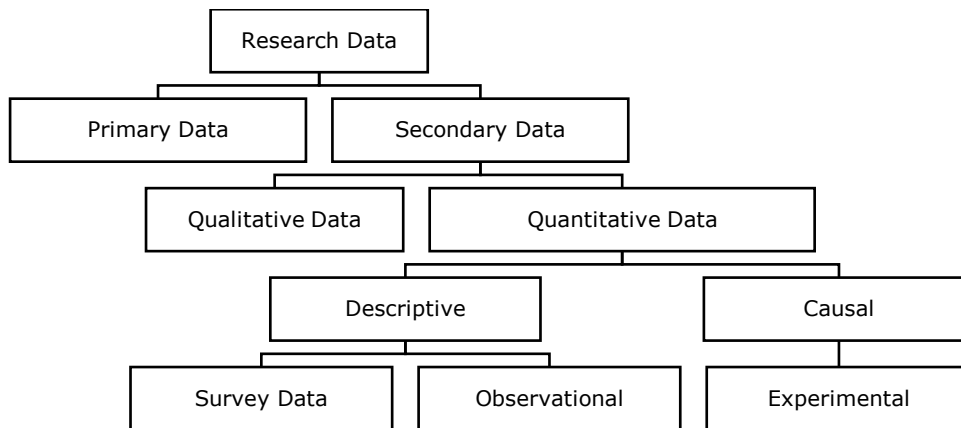 Research Data
Primary Data
Secondary Data
Qualitative Data
Quantitative Data
Descriptive
Causal
Survey Data
Observational
Experimental